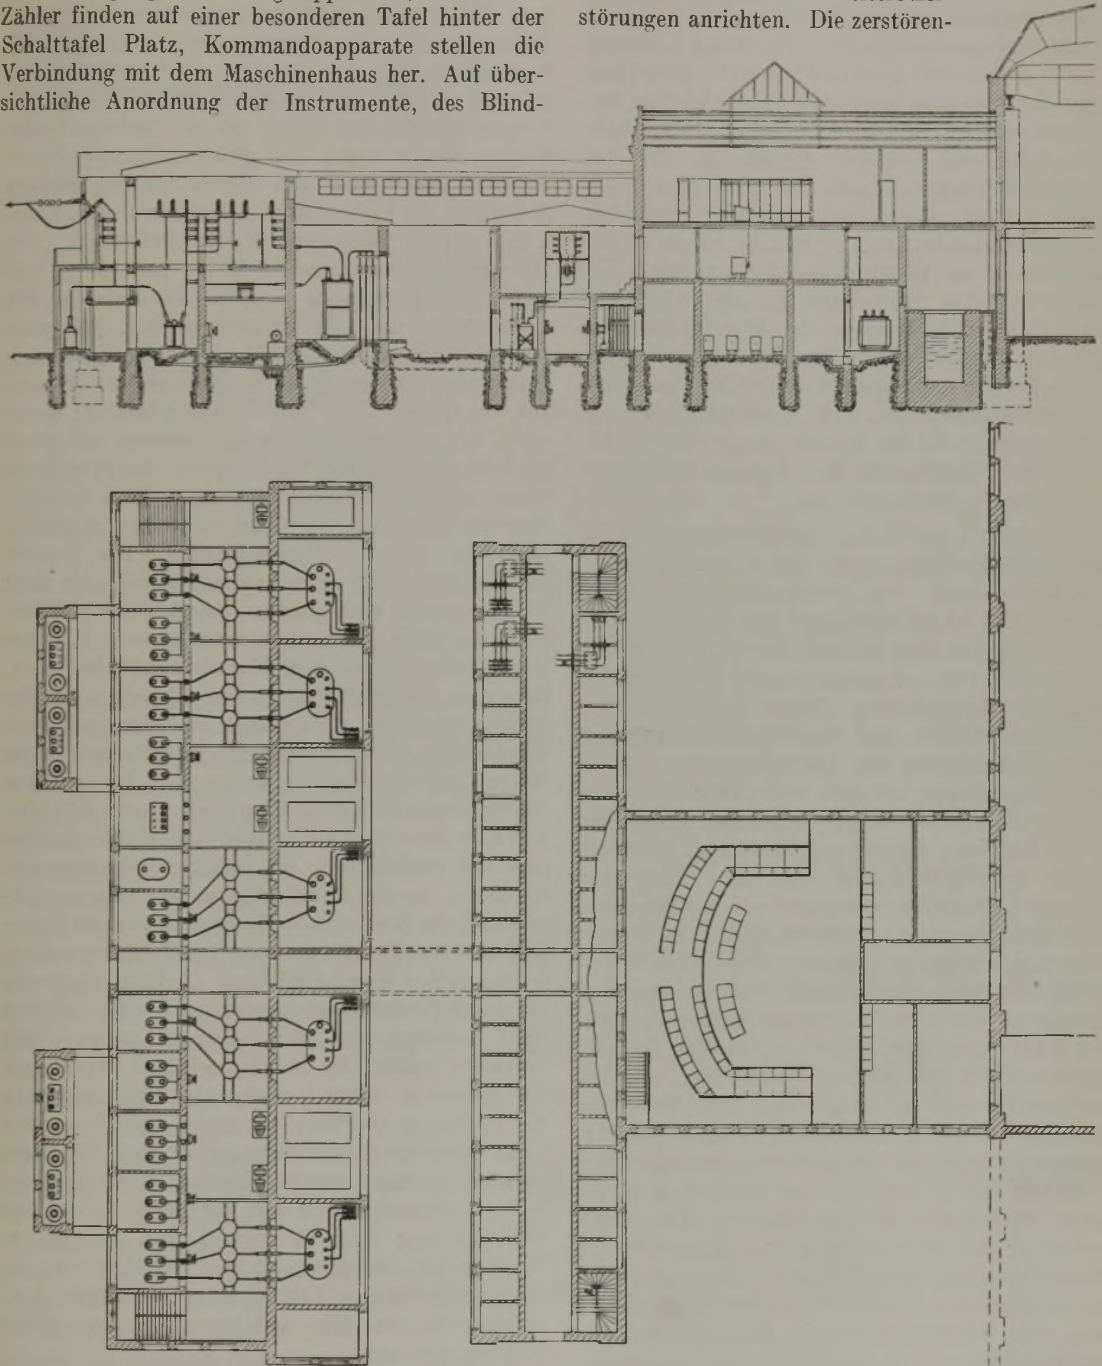 Zähler finden auf einer besonderen Tafel hinter der
Schalttafel Platz, Kommandoapparate stellen die
Verbindung mit dem Maschinenhaus her. Auf über-
sichtliche Anordnung der Instrumente, des Blind-
störungen anrichten. Die zerstören-